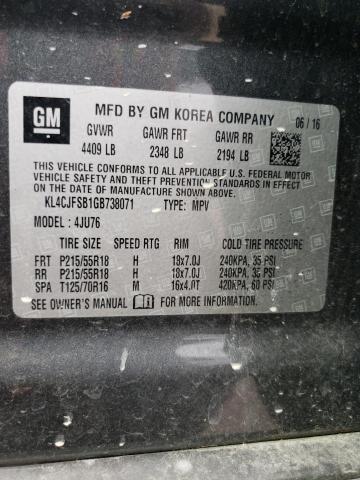 GM
MFD BY GM KOREA COMPANY 06 / 16
GVWR GAWR FRT GAWR RR
4409 LB 2348 LB 2194 LB
THIS VEHICLE CONFORMS TO ALL APPLICABLE U.S. FEDERAL MOTOR
VEHICLE SAFETY AND THEFT PREVENTION STANDARDS IN EFFECT
ON THE DATE OF MANUFACTURE SHOWN ABOVE.
KL4CJFSB1GB738071 TYPE : MPV
MODEL : 4JU76
TIRE SIZE SPEED RTG RIM COLD TIRE PRESSURE
FRT P215/55R18 H 18x7.0J 240KPA, 35 PSI
RR P215/55R18 H 18x7.0J 240KPA, 35 PSI
SPA T125/70R16 M 16x4.0T 420KPA, 60 PSI
SEE OWNER'S MANUAL FOR ADDITIONAL INFORMATION